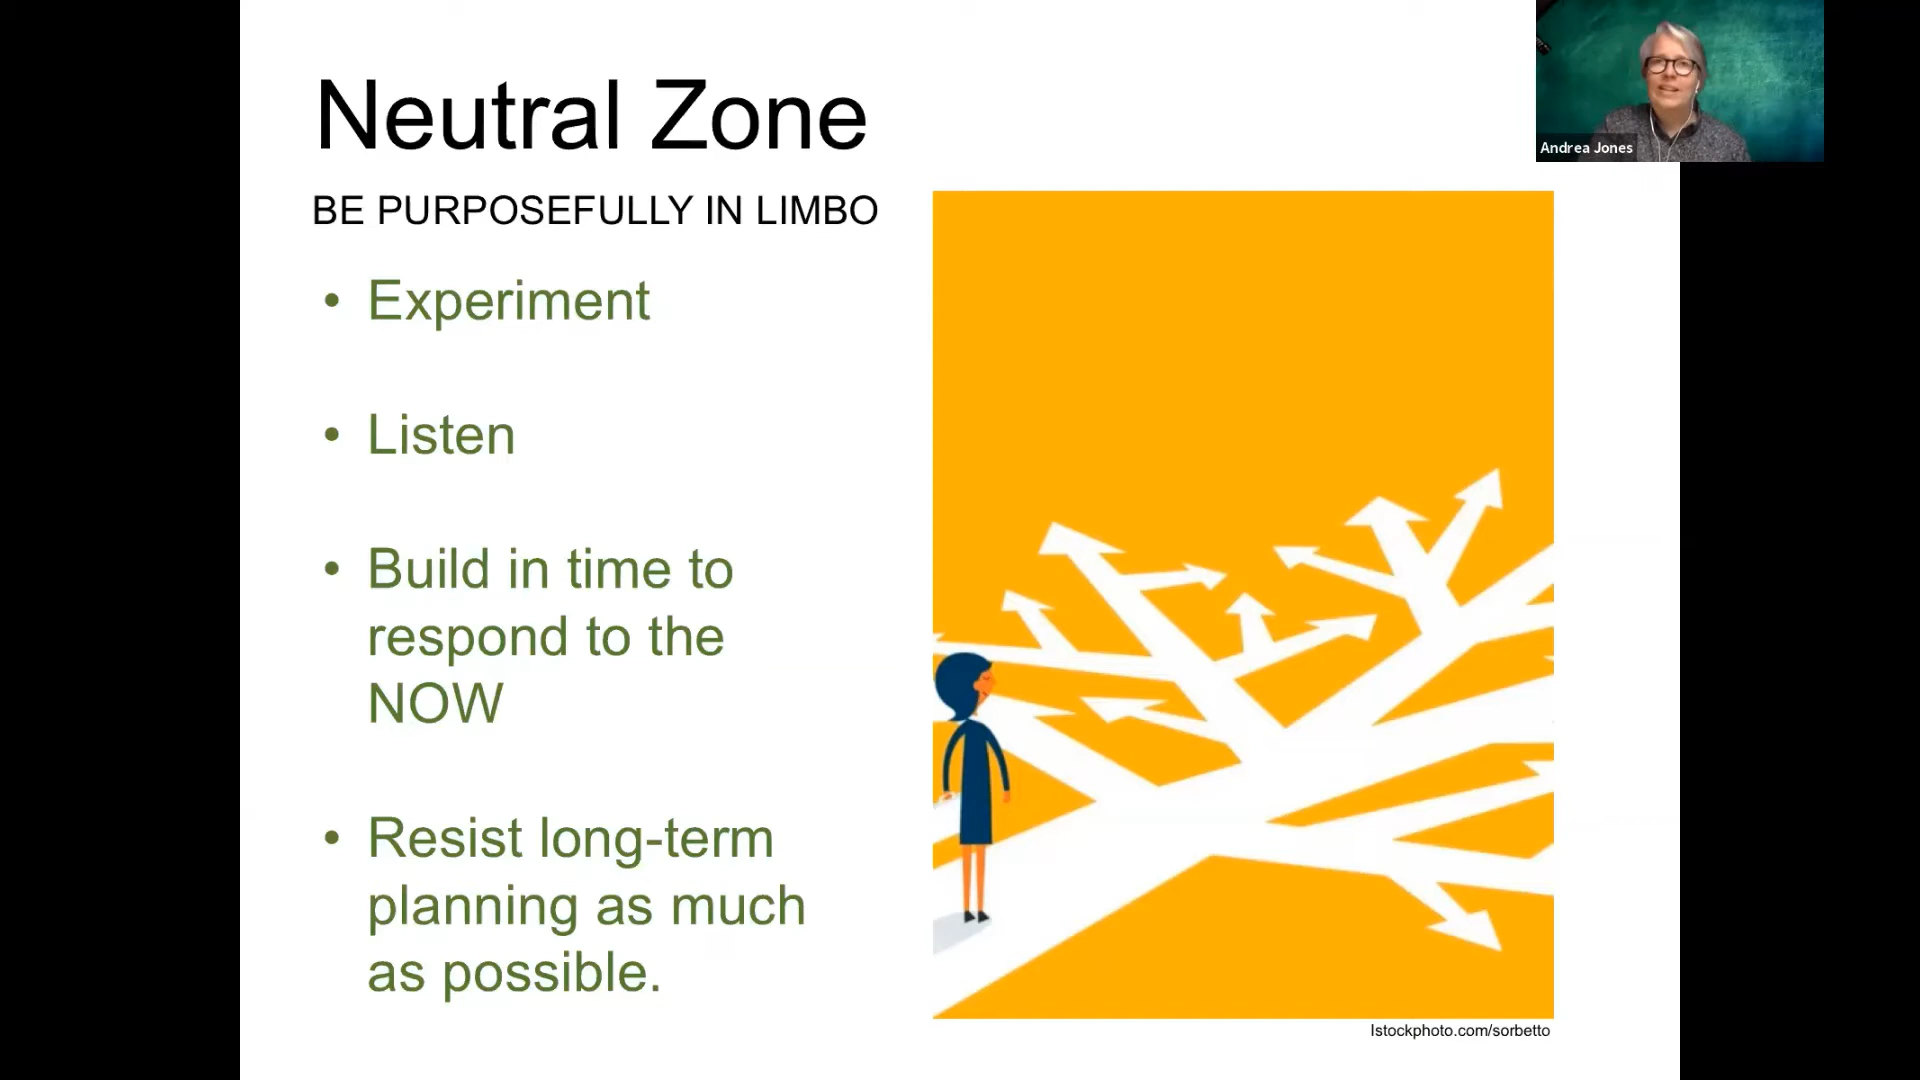 Neutral Zone
Andrea Jones
BE PURPOSEFULLY IN LIMBO
• Experiment
• Listen
• Build in time to
respond to the
NOW
• Resist long-term
planning as much
as possible.
Istockphoto.com/sorbetto